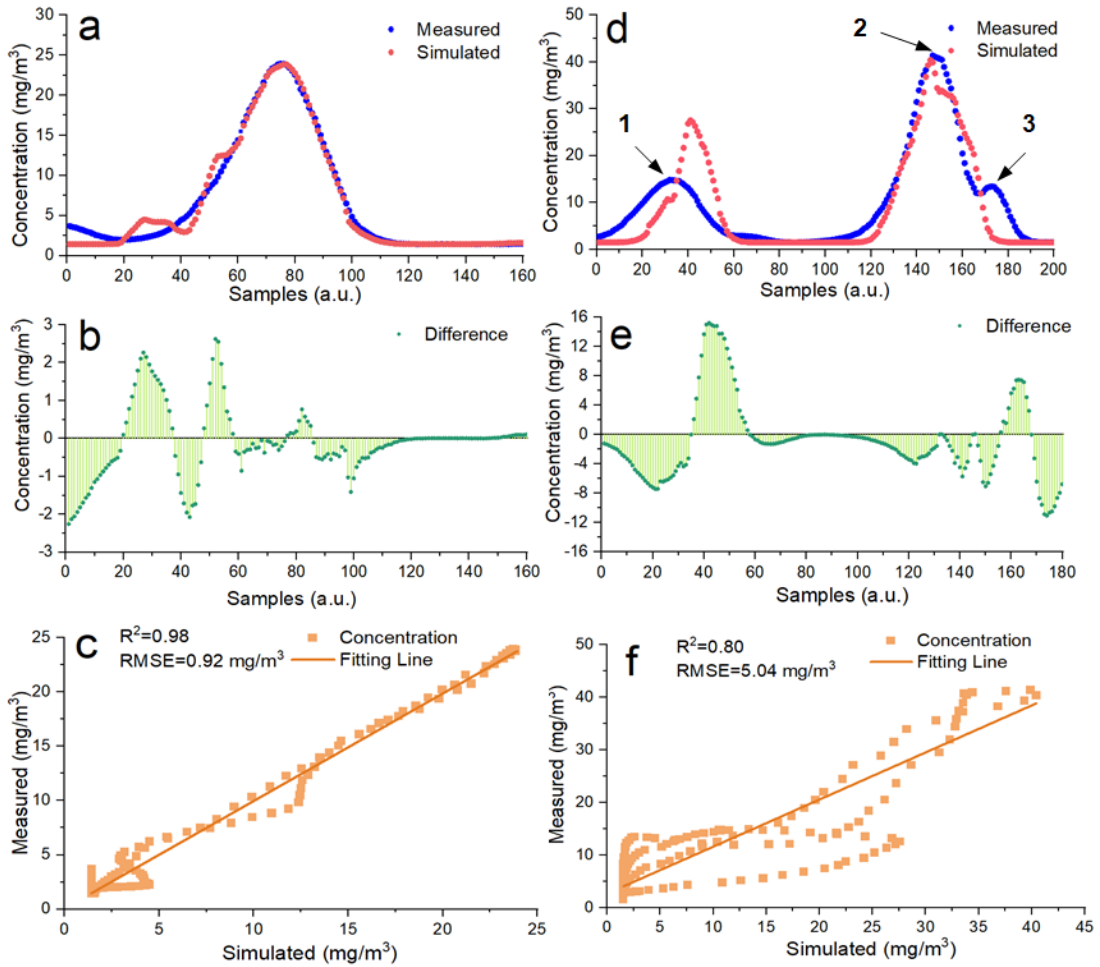 a
Measured
Simulated
Concentration (mg/m³)
30
25
20
15
10
5
0
0 20 40 60 80 100 120 140 160
Samples (a.u.)
d
Measured
Simulated
1
2
3
Concentration (mg/m³)
50
40
30
20
10
0
0 20 40 60 80 100 120 140 160 180 200
Samples (a.u.)
b
Difference
Concentration (mg/m³)
3
2
1
0
-1
-2
-3
0 20 40 60 80 100 120 140 160
Samples (a.u.)
e
Difference
Concentration (mg/m³)
16
12
8
4
0
-4
-8
-12
-16
0 20 40 60 80 100 120 140 160 180
Samples (a.u.)
c
R²=0.98
RMSE=0.92 mg/m³
Concentration
Fitting Line
Measured (mg/m³)
25
20
15
10
5
0
0 5 10 15 20 25
Simulated (mg/m³)
f
R²=0.80
RMSE=5.04 mg/m³
Concentration
Fitting Line
Measured (mg/m³)
50
40
30
20
10
0
0 5 10 15 20 25 30 35 40 45
Simulated (mg/m³)